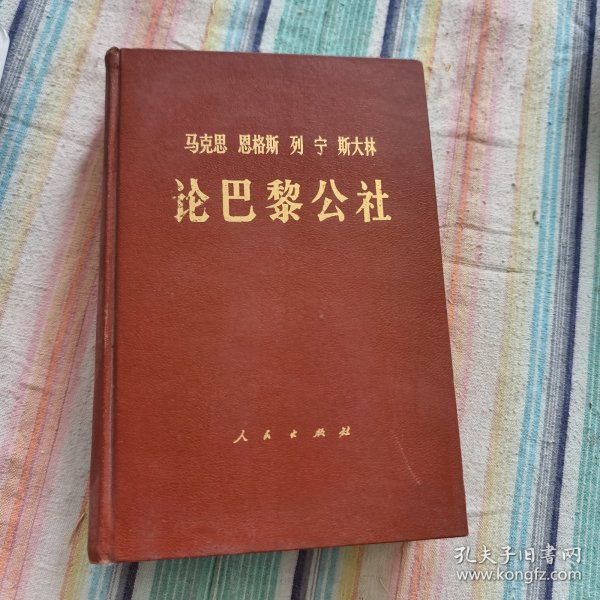 马克思 恩格斯 列宁 斯大林
论巴黎公社
人民出版社
孔夫子旧书网
www.kongfz.com